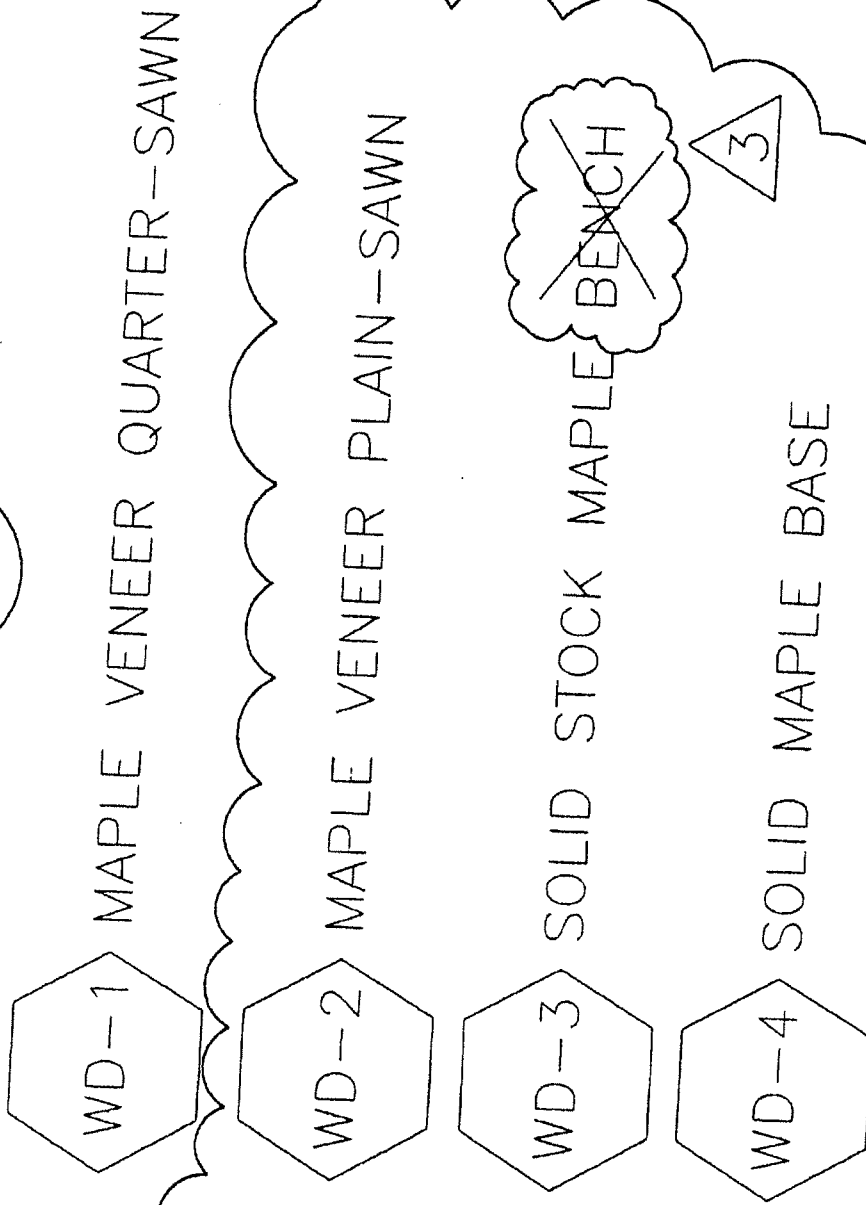 WD-1 MAPLE VENEER QUARTER-SAWN
WD-2 MAPLE VENEER PLAIN-SAWN
WD-3 SOLID STOCK MAPLE BENCH
3
WD-4 SOLID MAPLE BASE